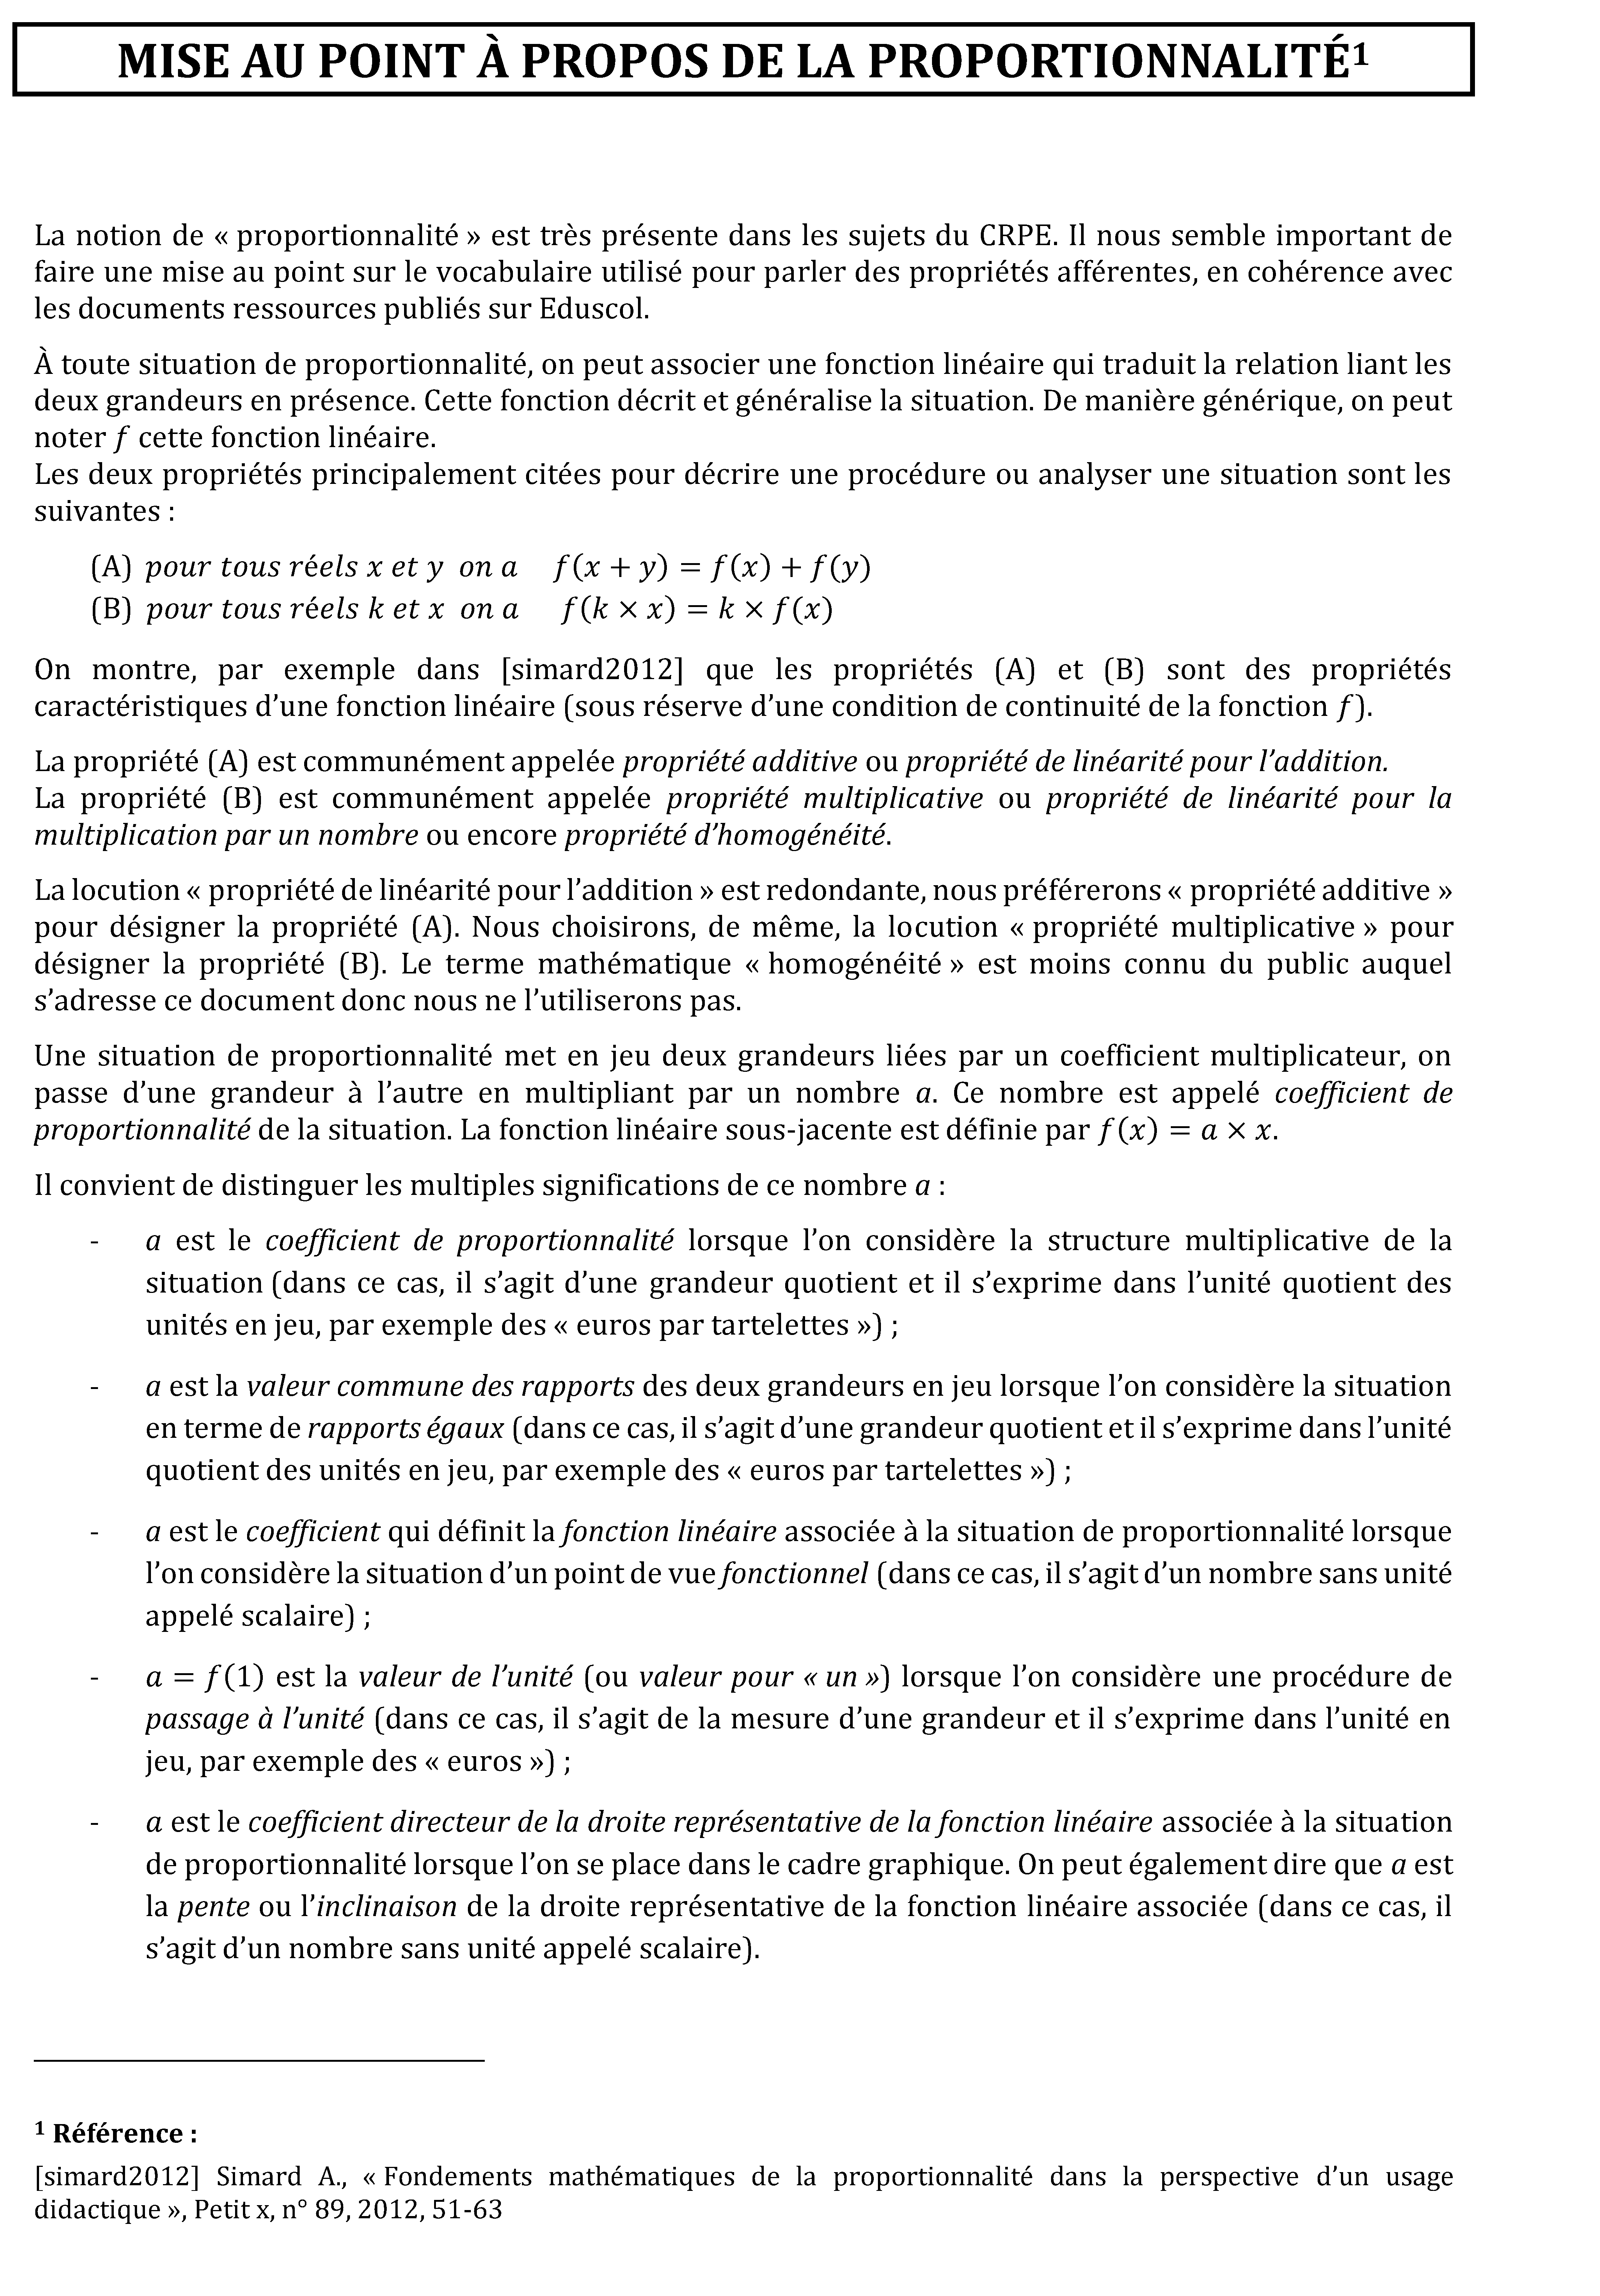 MISE AU POINT À PROPOS DE LA PROPORTIONNALITÉ¹
La notion de « proportionnalité » est très présente dans les sujets du CRPE. Il nous semble important de
faire une mise au point sur le vocabulaire utilisé pour parler des propriétés afférentes, en cohérence avec
les documents ressources publiés sur Eduscol.
À toute situation de proportionnalité, on peut associer une fonction linéaire qui traduit la relation liant les
deux grandeurs en présence. Cette fonction décrit et généralise la situation. De manière générique, on peut
noter f cette fonction linéaire.
Les deux propriétés principalement citées pour décrire une procédure ou analyser une situation sont les
suivantes :
(A) pour tous réels x et y on a f(x + y) = f(x) + f(y)
(B) pour tous réels k et x on a f(k × x) = k × f(x)
On montre, par exemple dans [simard2012] que les propriétés (A) et (B) sont des propriétés
caractéristiques d’une fonction linéaire (sous réserve d’une condition de continuité de la fonction f).
La propriété (A) est communément appelée propriété additive ou propriété de linéarité pour l’addition.
La propriété (B) est communément appelée propriété multiplicative ou propriété de linéarité pour la
multiplication par un nombre ou encore propriété d’homogénéité.
La locution « propriété de linéarité pour l’addition » est redondante, nous préférerons « propriété additive »
pour désigner la propriété (A). Nous choisirons, de même, la locution « propriété multiplicative » pour
désigner la propriété (B). Le terme mathématique « homogénéité » est moins connu du public auquel
s’adresse ce document donc nous ne l’utiliserons pas.
Une situation de proportionnalité met en jeu deux grandeurs liées par un coefficient multiplicateur, on
passe d’une grandeur à l’autre en multipliant par un nombre a. Ce nombre est appelé coefficient de
proportionnalité de la situation. La fonction linéaire sous-jacente est définie par f(x) = a × x.
Il convient de distinguer les multiples significations de ce nombre a :
- a est le coefficient de proportionnalité lorsque l’on considère la structure multiplicative de la
situation (dans ce cas, il s’agit d’une grandeur quotient et il s’exprime dans l’unité quotient des
unités en jeu, par exemple des « euros par tartelettes ») ;
- a est la valeur commune des rapports des deux grandeurs en jeu lorsque l’on considère la situation
en terme de rapports égaux (dans ce cas, il s’agit d’une grandeur quotient et il s’exprime dans l’unité
quotient des unités en jeu, par exemple des « euros par tartelettes ») ;
- a est le coefficient qui définit la fonction linéaire associée à la situation de proportionnalité lorsque
l’on considère la situation d’un point de vue fonctionnel (dans ce cas, il s’agit d’un nombre sans unité
appelé scalaire) ;
- a = f(1) est la valeur de l’unité (ou valeur pour « un ») lorsque l’on considère une procédure de
passage à l’unité (dans ce cas, il s’agit de la mesure d’une grandeur et il s’exprime dans l’unité en
jeu, par exemple des « euros ») ;
- a est le coefficient directeur de la droite représentative de la fonction linéaire associée à la situation
de proportionnalité lorsque l’on se place dans le cadre graphique. On peut également dire que a est
la pente ou l’inclinaison de la droite représentative de la fonction linéaire associée (dans ce cas, il
s’agit d’un nombre sans unité appelé scalaire).
¹ Référence :
[simard2012] Simard A., « Fondements mathématiques de la proportionnalité dans la perspective d’un usage
didactique », Petit x, n° 89, 2012, 51-63